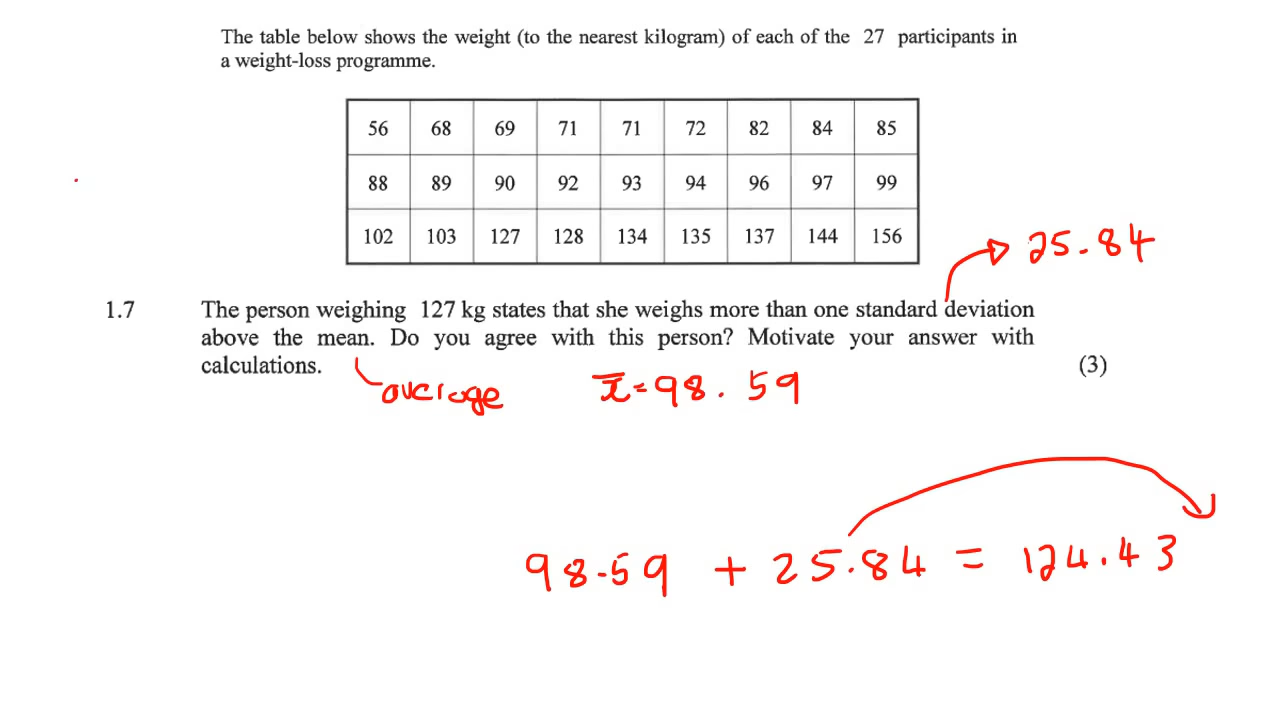 The table below shows the weight (to the nearest kilogram) of each of the 27 participants in
a weight-loss programme.
56 68 69 71 71 72 82 84 85
88 89 90 92 93 94 96 97 99
102 103 127 128 134 135 137 144 156
25.84
1.7 The person weighing 127 kg states that she weighs more than one standard deviation
above the mean. Do you agree with this person? Motivate your answer with
calculations. (3)
average x̄ = 98.59
98.59 + 25.84 = 124.43